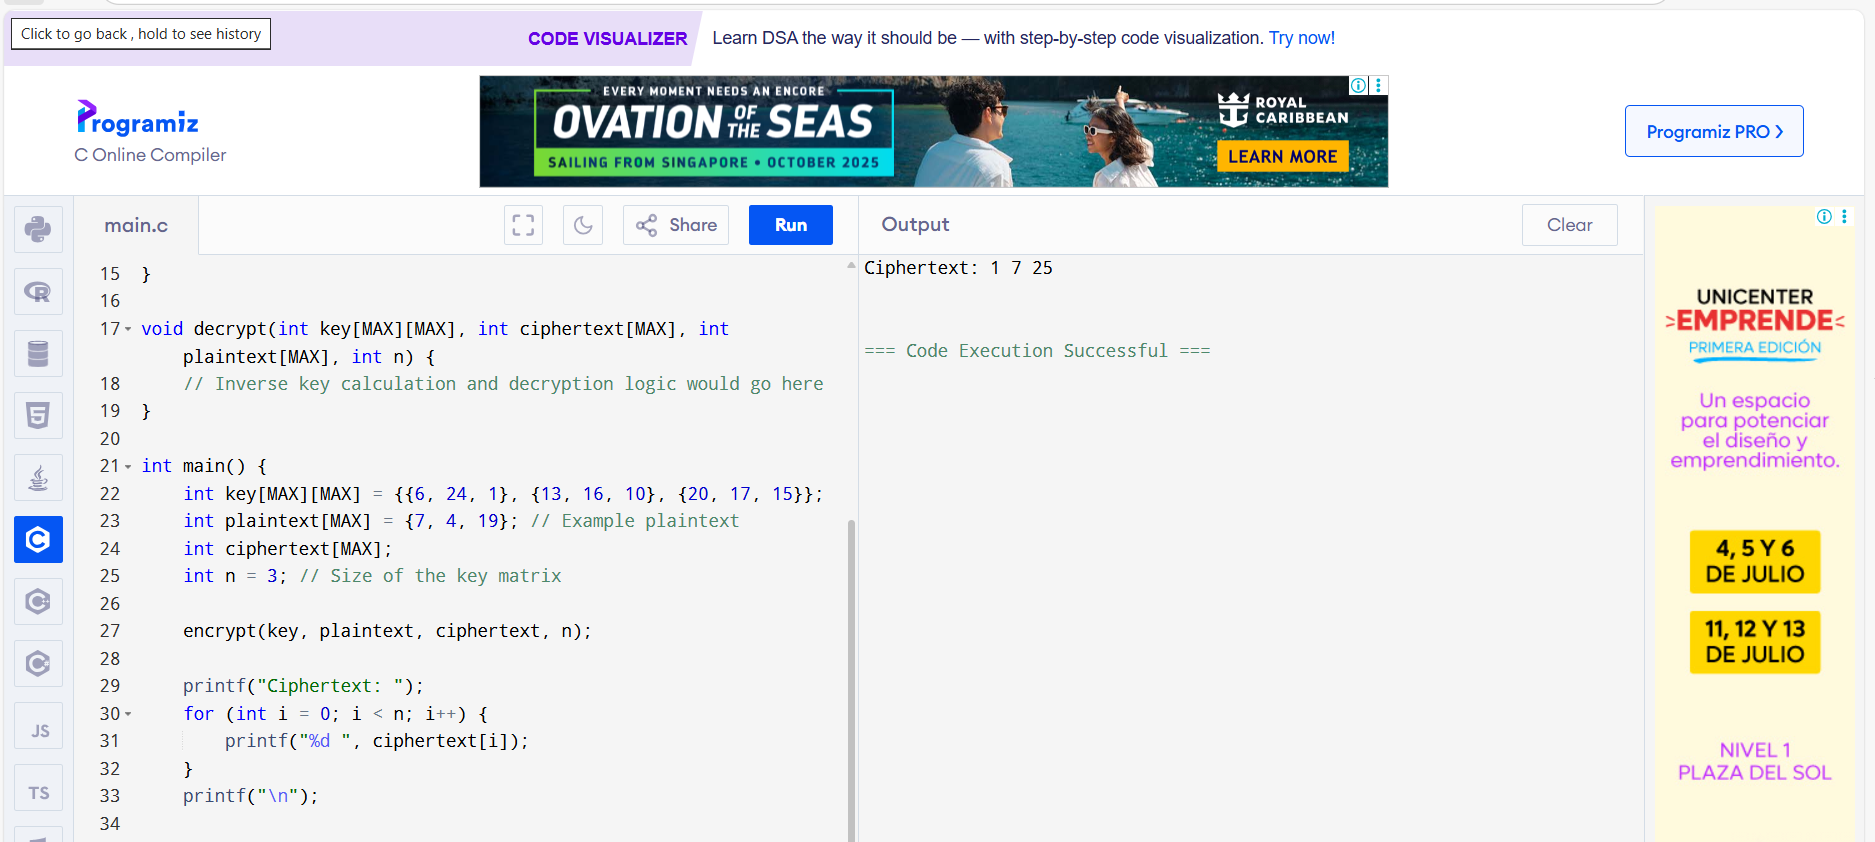 Click to go back , hold to see history
CODE VISUALIZER
Learn DSA the way it should be — with step-by-step code visualization. Try now!
Programiz
C Online Compiler
EVERY MOMENT NEEDS AN ENCORE
OVATION OF THE SEAS
SAILING FROM SINGAPORE • OCTOBER 2025
ROYAL
CARIBBEAN
LEARN MORE
Programiz PRO
main.c
Share
Run
Output
Clear
15 }
16
17 void decrypt(int key[MAX][MAX], int ciphertext[MAX], int
plaintext[MAX], int n) {
18 // Inverse key calculation and decryption logic would go here
19 }
20
21 int main() {
22 int key[MAX][MAX] = {{6, 24, 1}, {13, 16, 10}, {20, 17, 15}};
23 int plaintext[MAX] = {7, 4, 19}; // Example plaintext
24 int ciphertext[MAX];
25 int n = 3; // Size of the key matrix
26
27 encrypt(key, plaintext, ciphertext, n);
28
29 printf("Ciphertext: ");
30 for (int i = 0; i < n; i++) {
31 printf("%d ", ciphertext[i]);
32 }
33 printf("\n");
34
Ciphertext: 1 7 25
=== Code Execution Successful ===
R
5
C
C++
C#
JS
TS
UNICENTER
EMPRENDE
PRIMERA EDICIÓN
Un espacio
para potenciar
el diseño y
emprendimiento.
4, 5 Y 6
DE JULIO
11, 12 Y 13
DE JULIO
NIVEL 1
PLAZA DEL SOL